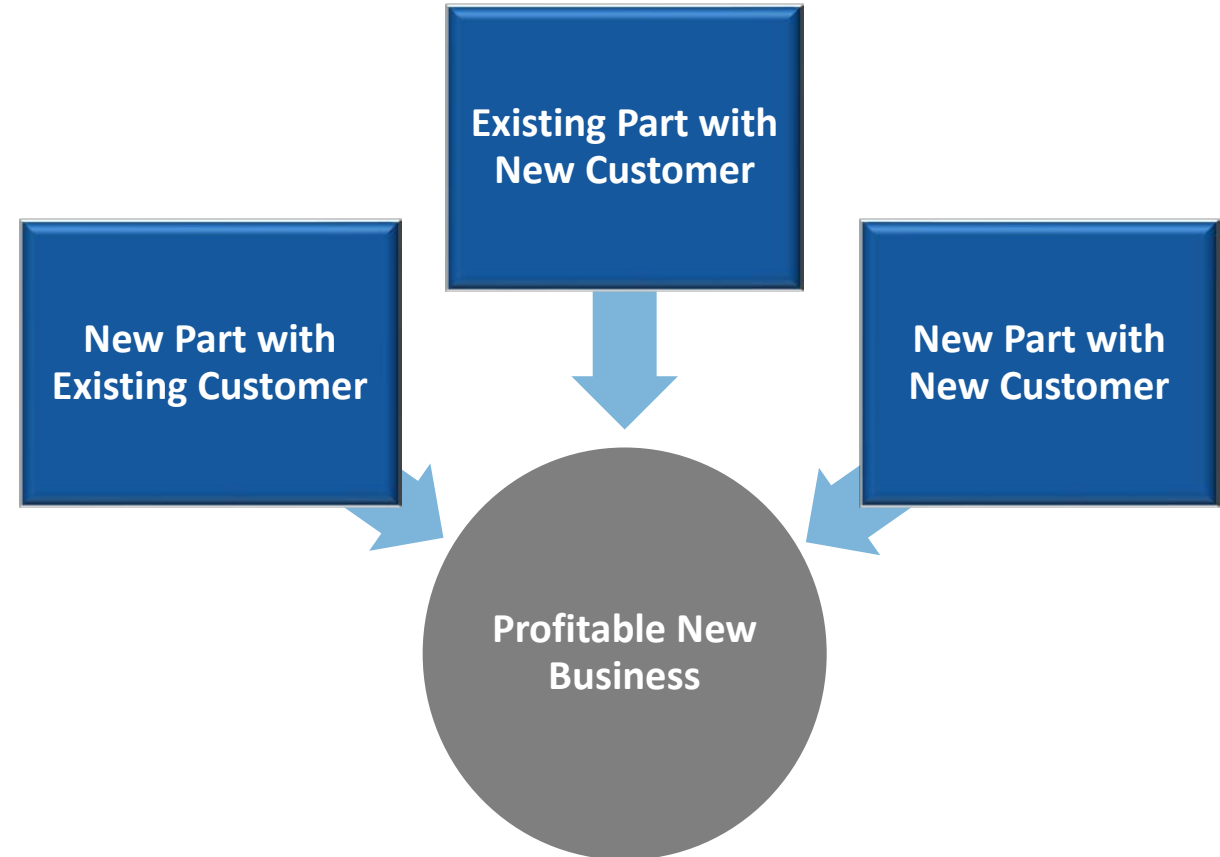 Existing Part with
New Customer
New Part with
Existing Customer
New Part with
New Customer
Profitable New
Business